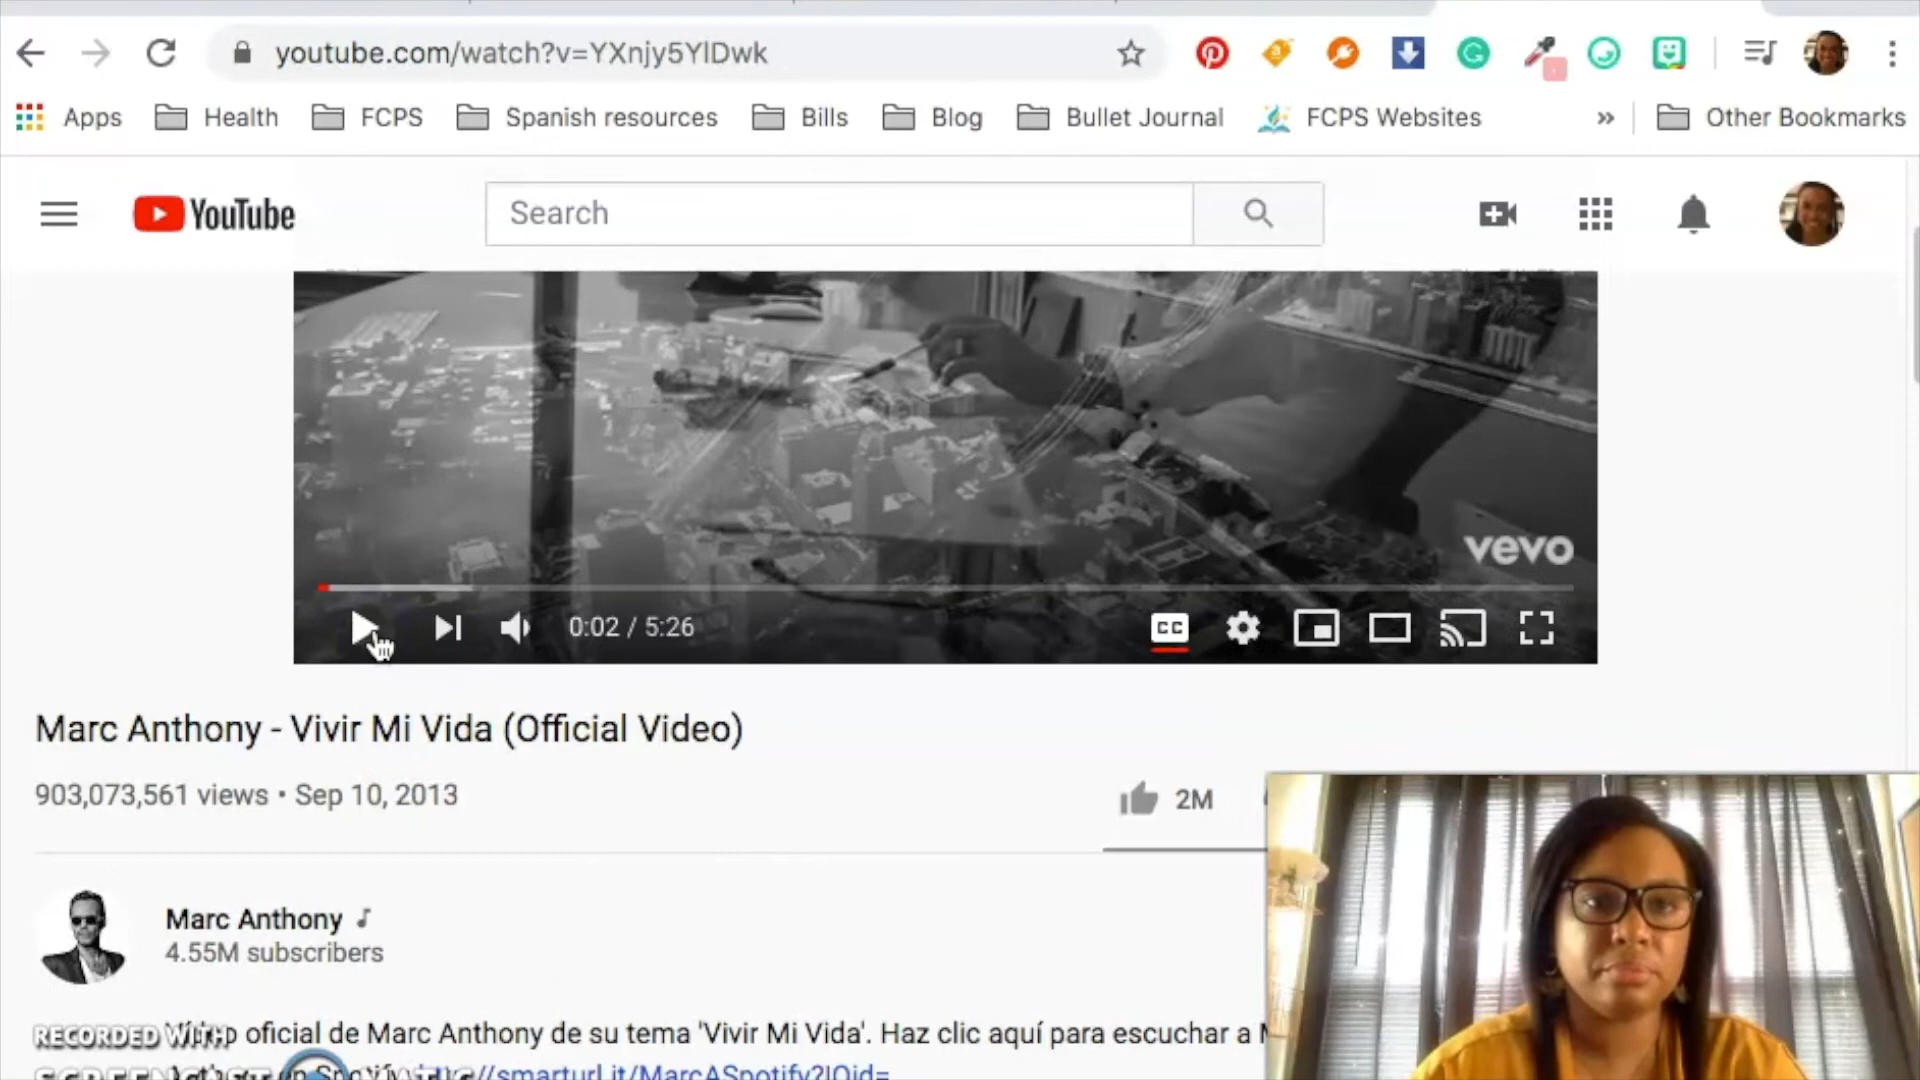 youtube.com/watch?v=YXnjy5YlDwk
Apps Health FCPS Spanish resources Bills Blog Bullet Journal FCPS Websites » Other Bookmarks
YouTube Search
vevo
0:02 / 5:26 CC
Marc Anthony - Vivir Mi Vida (Official Video)
903,073,561 views • Sep 10, 2013
2M
Marc Anthony
4.55M subscribers
RECORDED WITH
oficial de Marc Anthony de su tema 'Vivir Mi Vida'. Haz clic aquí para escuchar a
//smarturl.it/MarcASpotify?IQid=